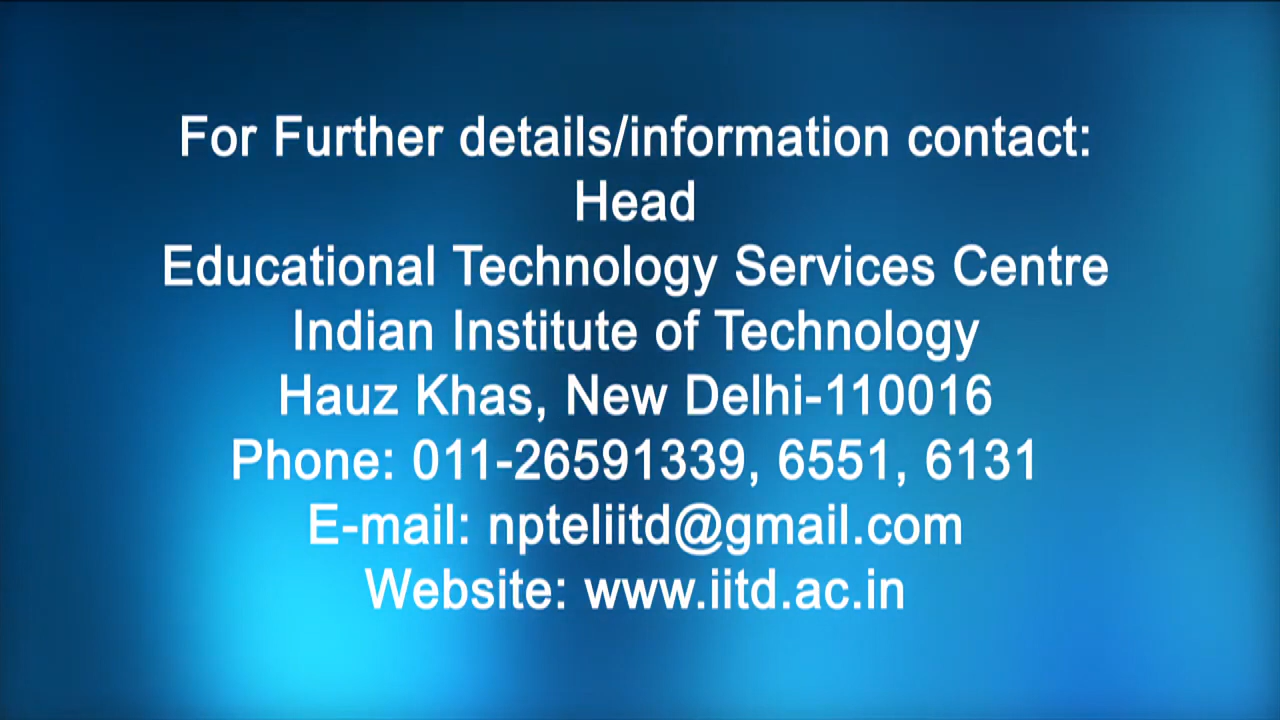 For Further details/information contact:
Head
Educational Technology Services Centre
Indian Institute of Technology
Hauz Khas, New Delhi-110016
Phone: 011-26591339, 6551, 6131
E-mail: npteliitd@gmail.com
Website: www.iitd.ac.in